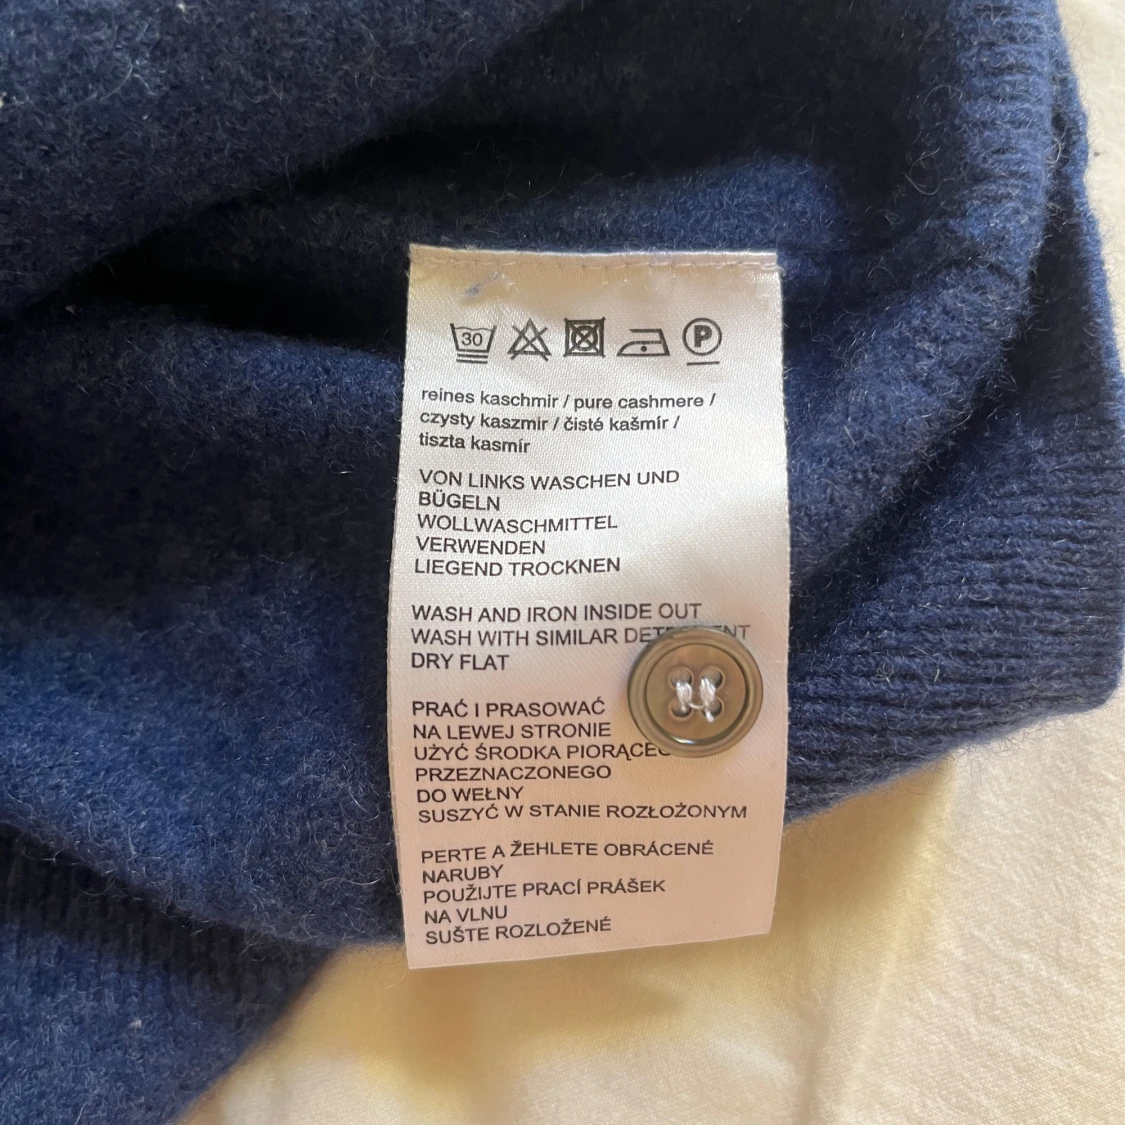 30
P
reines kaschmir / pure cashmere /
czysty kaszmir / čisté kašmír /
tiszta kasmír
VON LINKS WASCHEN UND
BÜGELN
WOLLWASCHMITTEL
VERWENDEN
LIEGEND TROCKNEN
WASH AND IRON INSIDE OUT
WASH WITH SIMILAR
DRY FLAT
PRAĆ I PRASOWAĆ
NA LEWEJ STRONIE
UŻYĆ ŚRODKA
PRZEZNACZONEGO
DO WEŁNY
SUSZYĆ W STANIE ROZŁOŻONYM
PERTE A ŽEHLETE OBRÁCENÉ
NARUBY
POUŽIJTE PRACÍ PRÁŠEK
NA VLNU
SUŠTE ROZLOŽENÉ